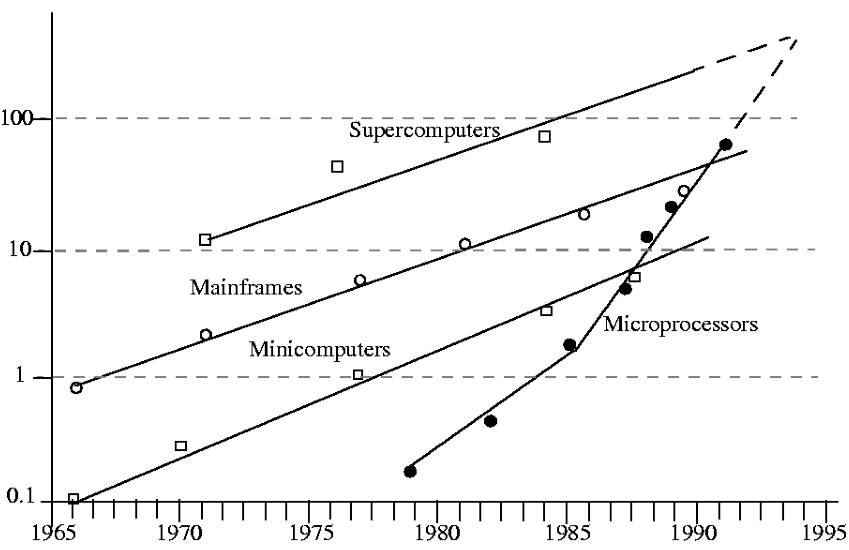 100
Supercomputers
10
Mainframes
Microprocessors
Minicomputers
1
0.1
1965 1970 1975 1980 1985 1990 1995